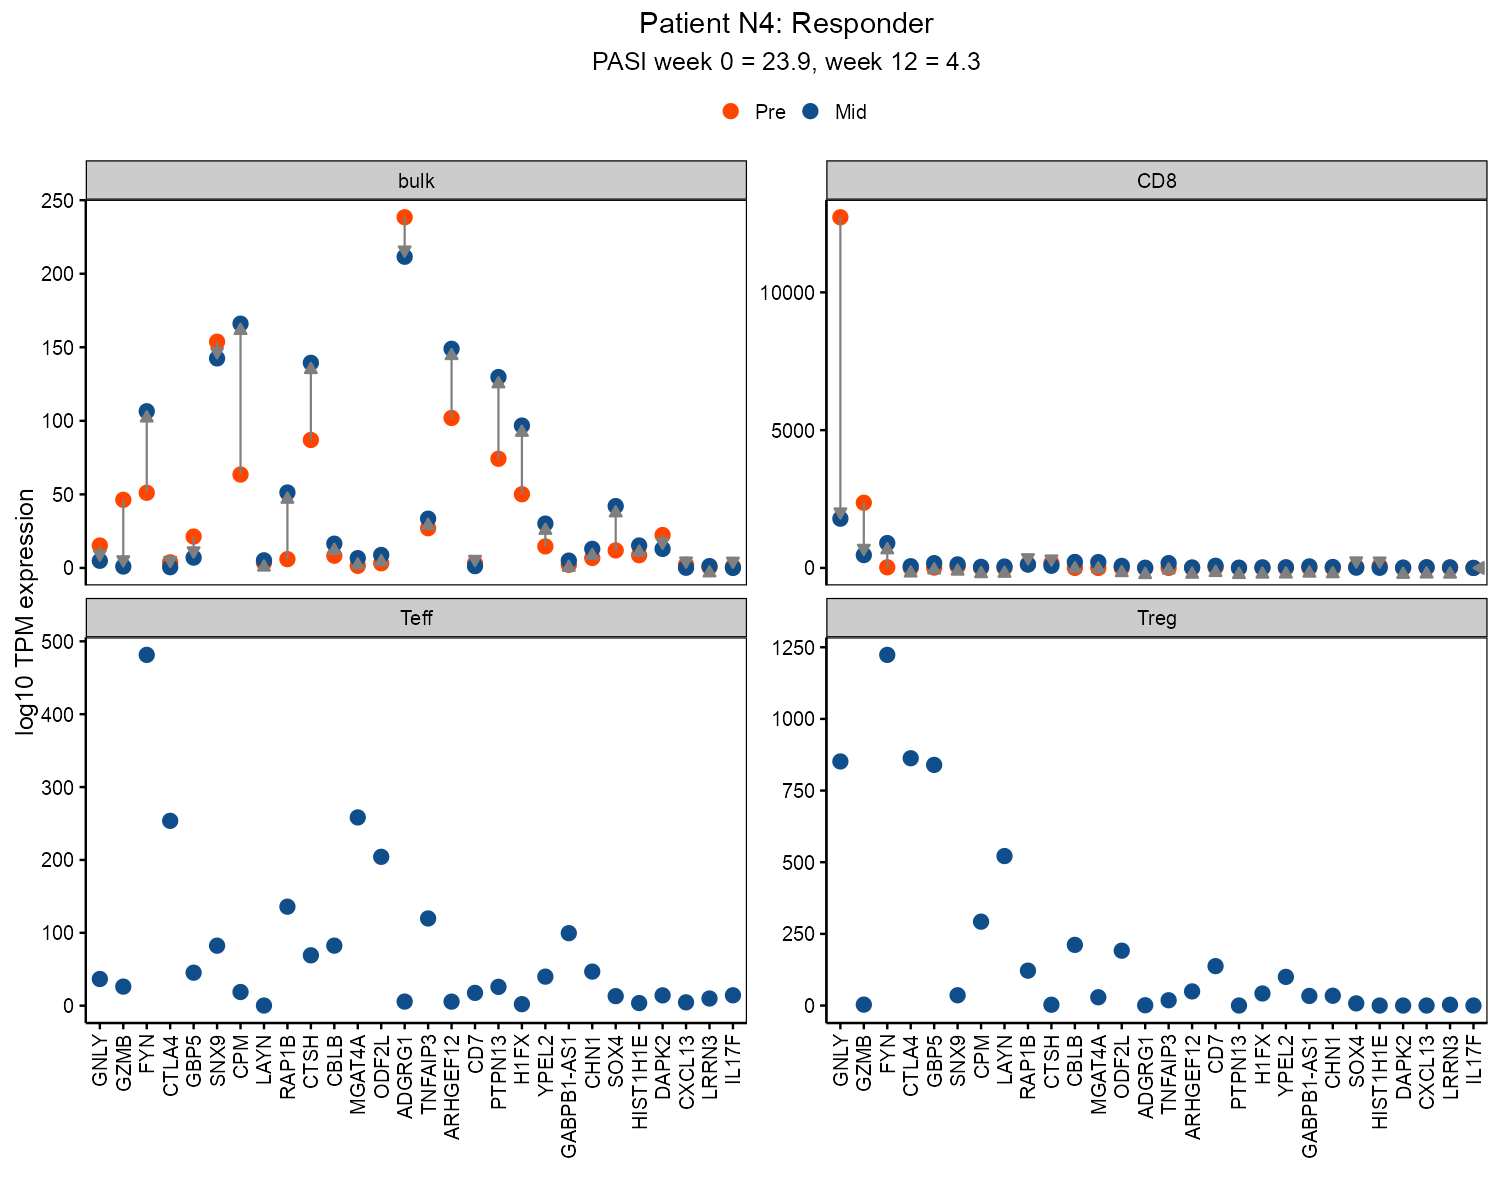 Patient N4: Responder
PASI week 0 = 23.9, week 12 = 4.3
Pre Mid
bulk
CD8
250
200
150
100
50
0
10000
5000
0
log10 TPM expression
Teff
Treg
500
400
300
200
100
0
1250
1000
750
500
250
0
GNLY
GZMB
FYN
CTLA4
GBP5
SNX9
CPM
LAYN
RAP1B
CTSH
CBLB
MGAT4A
ODF2L
ADGRG1
TNFAIP3
ARHGEF12
CD7
PTPN13
H1FX
YPEL2
GABPB1-AS1
CHN1
SOX4
HIST1H1E
DAPK2
CXCL13
LRRN3
IL17F
GNLY
GZMB
FYN
CTLA4
GBP5
SNX9
CPM
LAYN
RAP1B
CTSH
CBLB
MGAT4A
ODF2L
ADGRG1
TNFAIP3
ARHGEF12
CD7
PTPN13
H1FX
YPEL2
GABPB1-AS1
CHN1
SOX4
HIST1H1E
DAPK2
CXCL13
LRRN3
IL17F